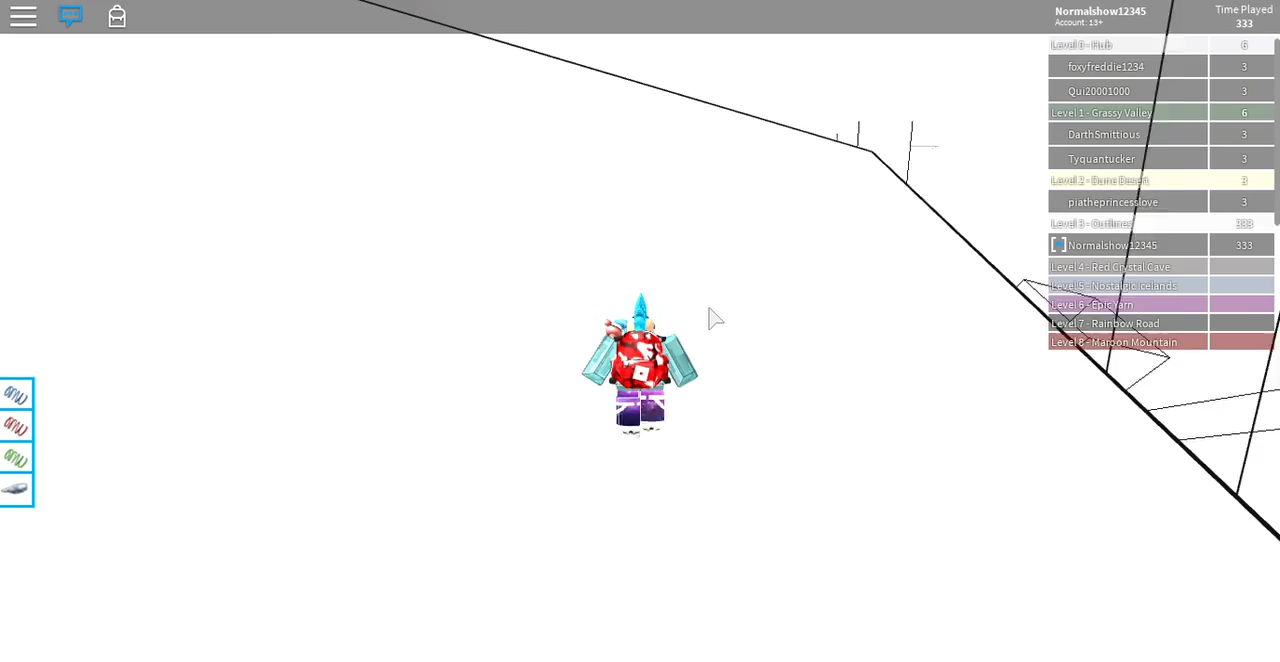 Normalshow12345
Account: 13+
Time Played
333
Level 0 - Hub 6
foxyfreddie1234 3
Qui20001000 3
Level 1 - Grassy Valley 6
DarthSmittious 3
Tyquantucker 3
Level 2 - Dune Desert 3
piatheprincesslove 3
Level 3 - Outlines 333
Normalshow12345 333
Level 4 - Red Crystal Cave
Level 5 - Nostalgic Icelands
Level 6 - Epic Yarn
Level 7 - Rainbow Road
Level 8 - Maroon Mountain